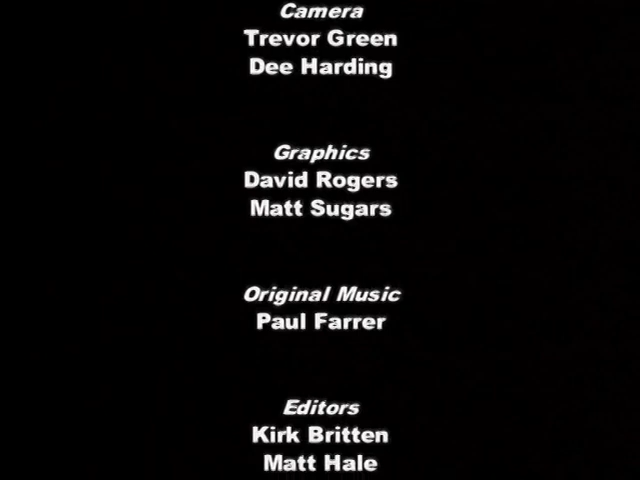 Camera
Trevor Green
Dee Harding
Graphics
David Rogers
Matt Sugars
Original Music
Paul Farrer
Editors
Kirk Britten
Matt Hale